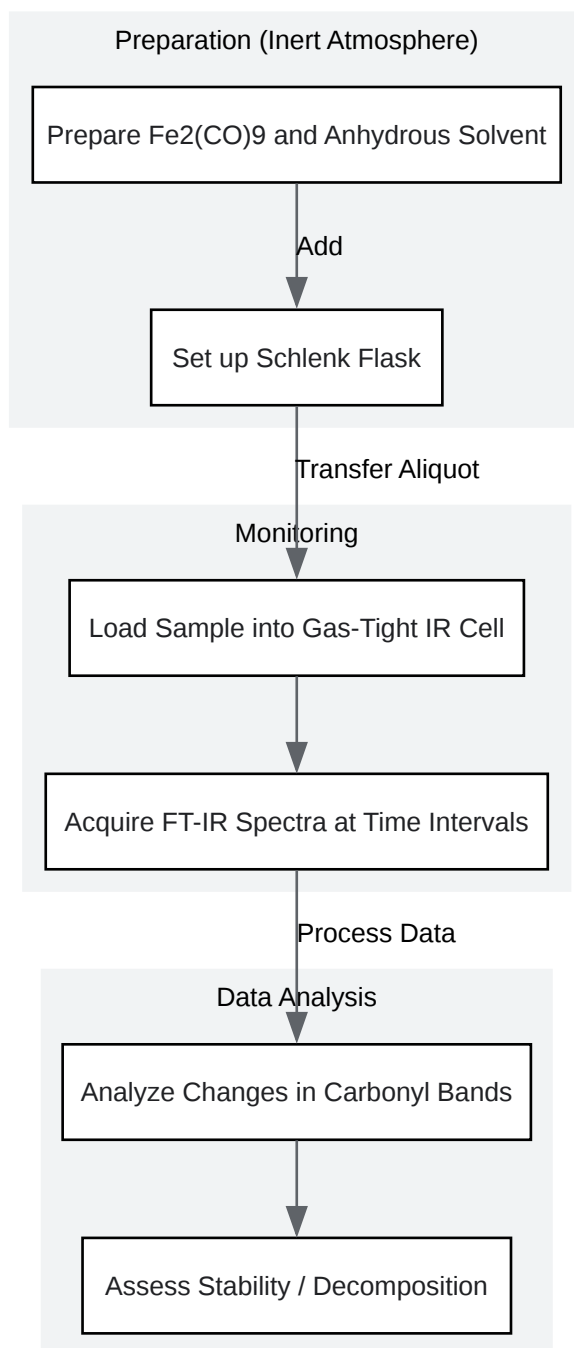 Preparation (Inert Atmosphere)
Prepare Fe2(CO)9 and Anhydrous Solvent
Add
Set up Schlenk Flask
Transfer Aliquot
Monitoring
Load Sample into Gas-Tight IR Cell
Acquire FT-IR Spectra at Time Intervals
Process Data
Data Analysis
Analyze Changes in Carbonyl Bands
Assess Stability / Decomposition